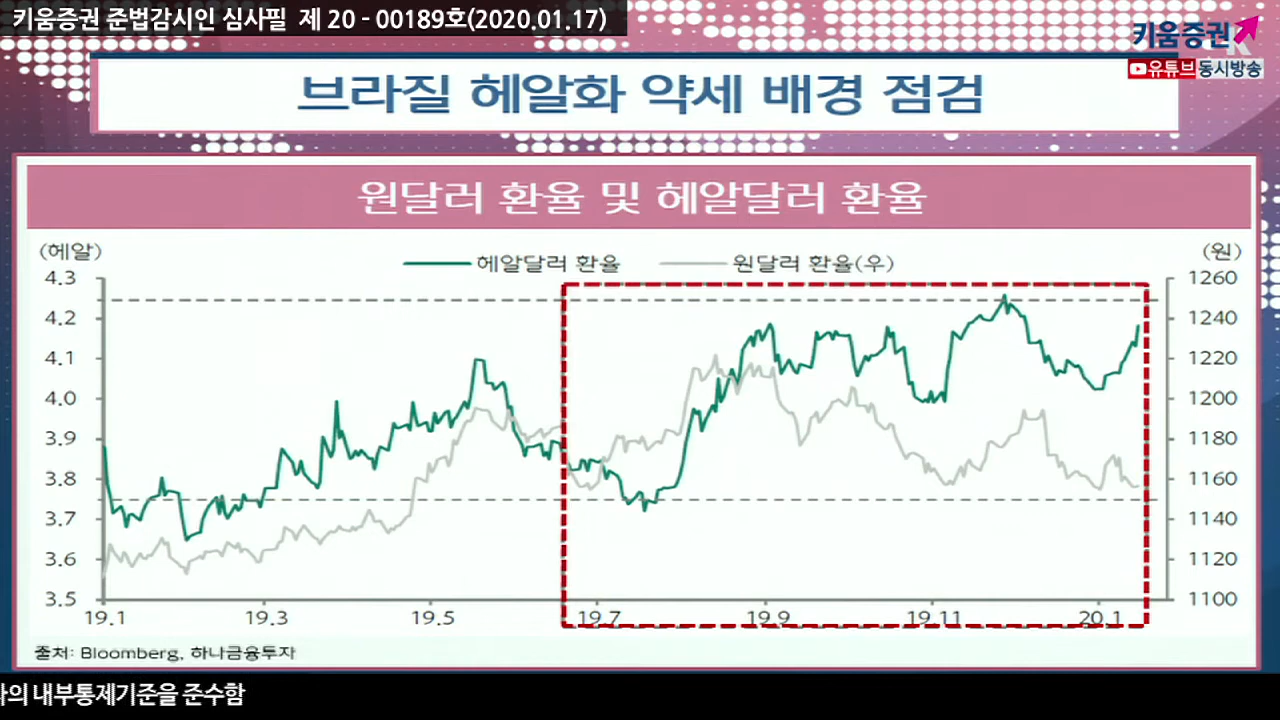 키움증권 준법감시인 심사필 제 20 - 00189호(2020.01.17)
키움증권
유튜브 동시방송
브라질 헤알화 약세 배경 점검
원달러 환율 및 헤알달러 환율
(헤알)
(원)
헤알달러 환율
원달러 환율(우)
4.3
4.2
4.1
4.0
3.9
3.8
3.7
3.6
3.5
1260
1240
1220
1200
1180
1160
1140
1120
1100
19.1 19.3 19.5 19.7 19.9 19.11 20.1
출처: Bloomberg, 하나금융투자
의 내부통제기준을 준수함